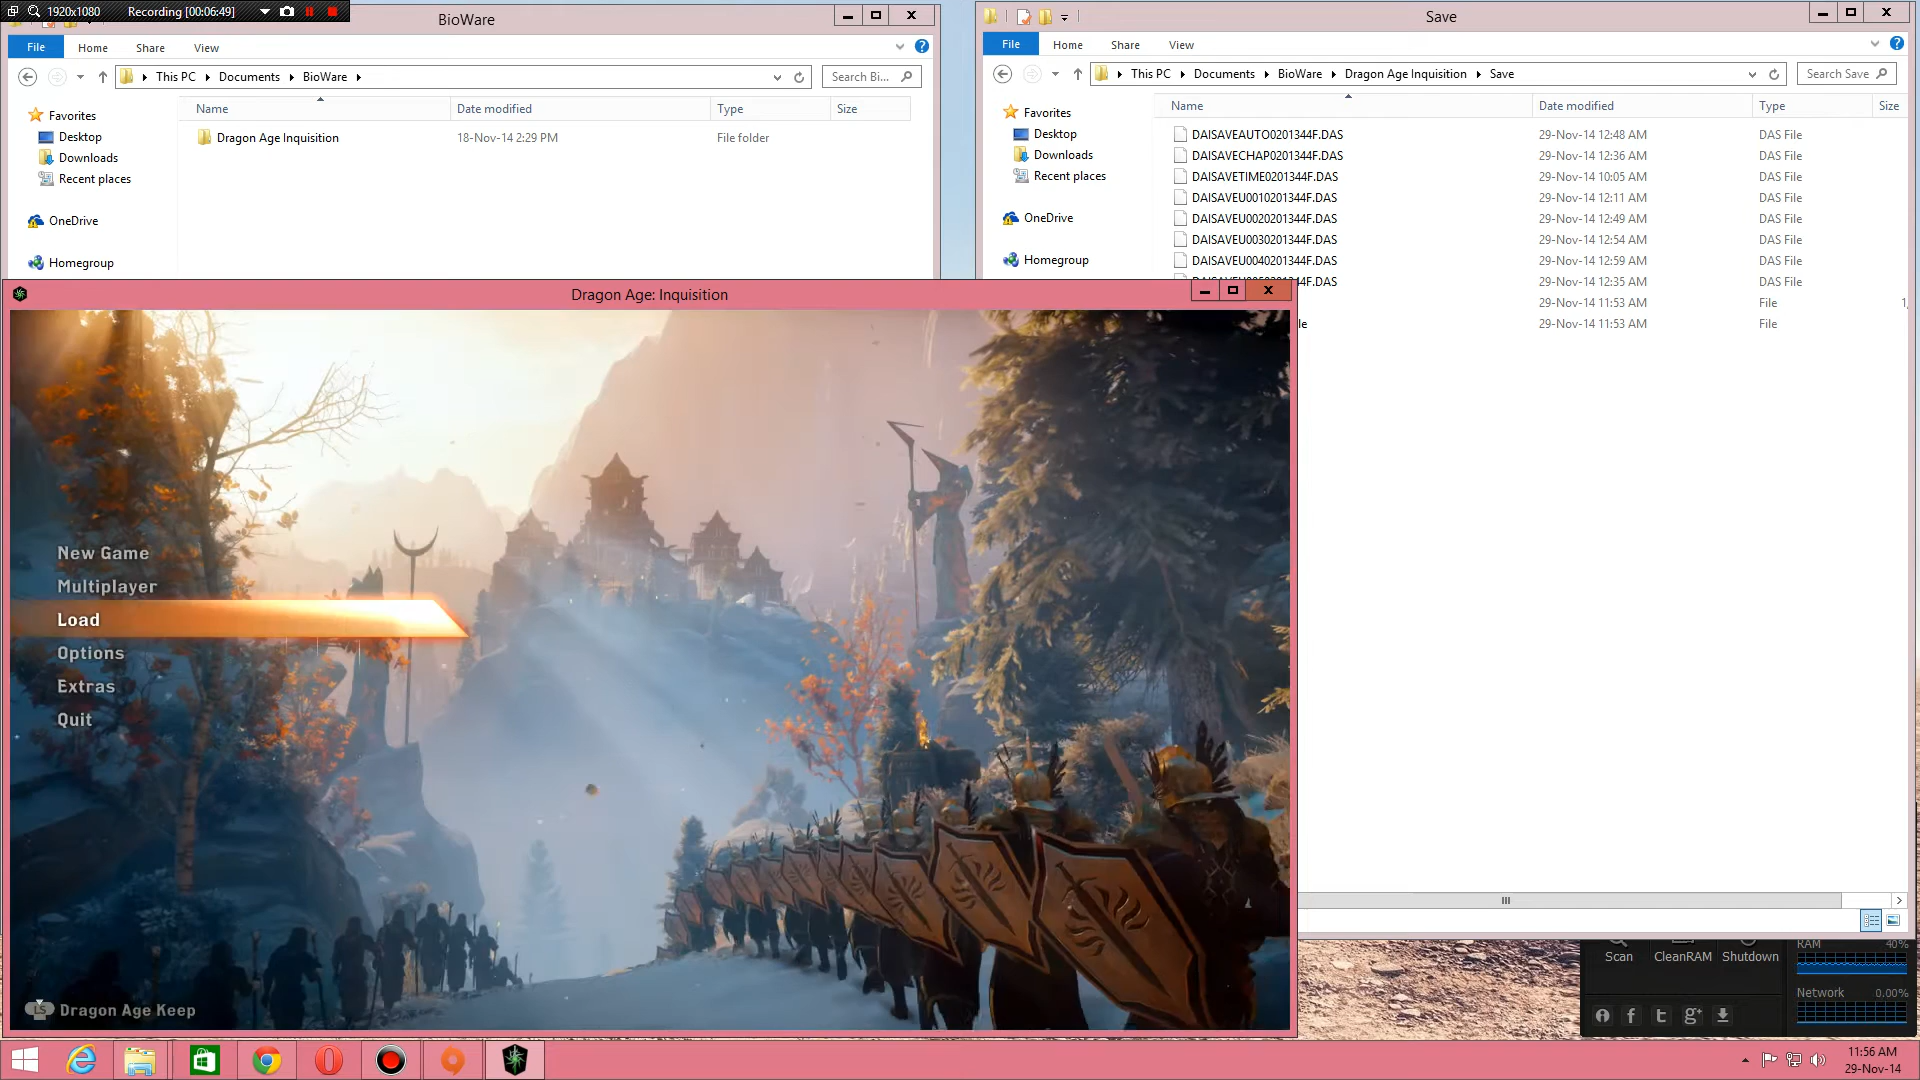 1920x1080 Recording [00:06:49]
BioWare
File Home Share View
This PC Documents BioWare
Search Bi...
Name Date modified Type Size
Favorites
Desktop
Downloads
Recent places
OneDrive
Homegroup
Dragon Age Inquisition 18-Nov-14 2:29 PM File folder
Save
File Home Share View
This PC Documents BioWare Dragon Age Inquisition Save
Search Save
Name Date modified Type Size
Favorites
Desktop
Downloads
Recent places
OneDrive
Homegroup
DAISAVEAUTO0201344F.DAS 29-Nov-14 12:48 AM DAS File
DAISAVECHAP0201344F.DAS 29-Nov-14 12:36 AM DAS File
DAISAVETIME0201344F.DAS 29-Nov-14 10:05 AM DAS File
DAISAVEU0010201344F.DAS 29-Nov-14 12:11 AM DAS File
DAISAVEU0020201344F.DAS 29-Nov-14 12:49 AM DAS File
DAISAVEU0030201344F.DAS 29-Nov-14 12:54 AM DAS File
DAISAVEU0040201344F.DAS 29-Nov-14 12:59 AM DAS File
DAISAVEU0050201344F.DAS 29-Nov-14 12:35 AM DAS File
29-Nov-14 11:53 AM File 1,
le 29-Nov-14 11:53 AM File
Dragon Age: Inquisition
New Game
Multiplayer
Load
Options
Extras
Quit
LS Dragon Age Keep
Scan CleanRAM Shutdown
RAM 40%
Network 0.00%
11:56 AM
29-Nov-14